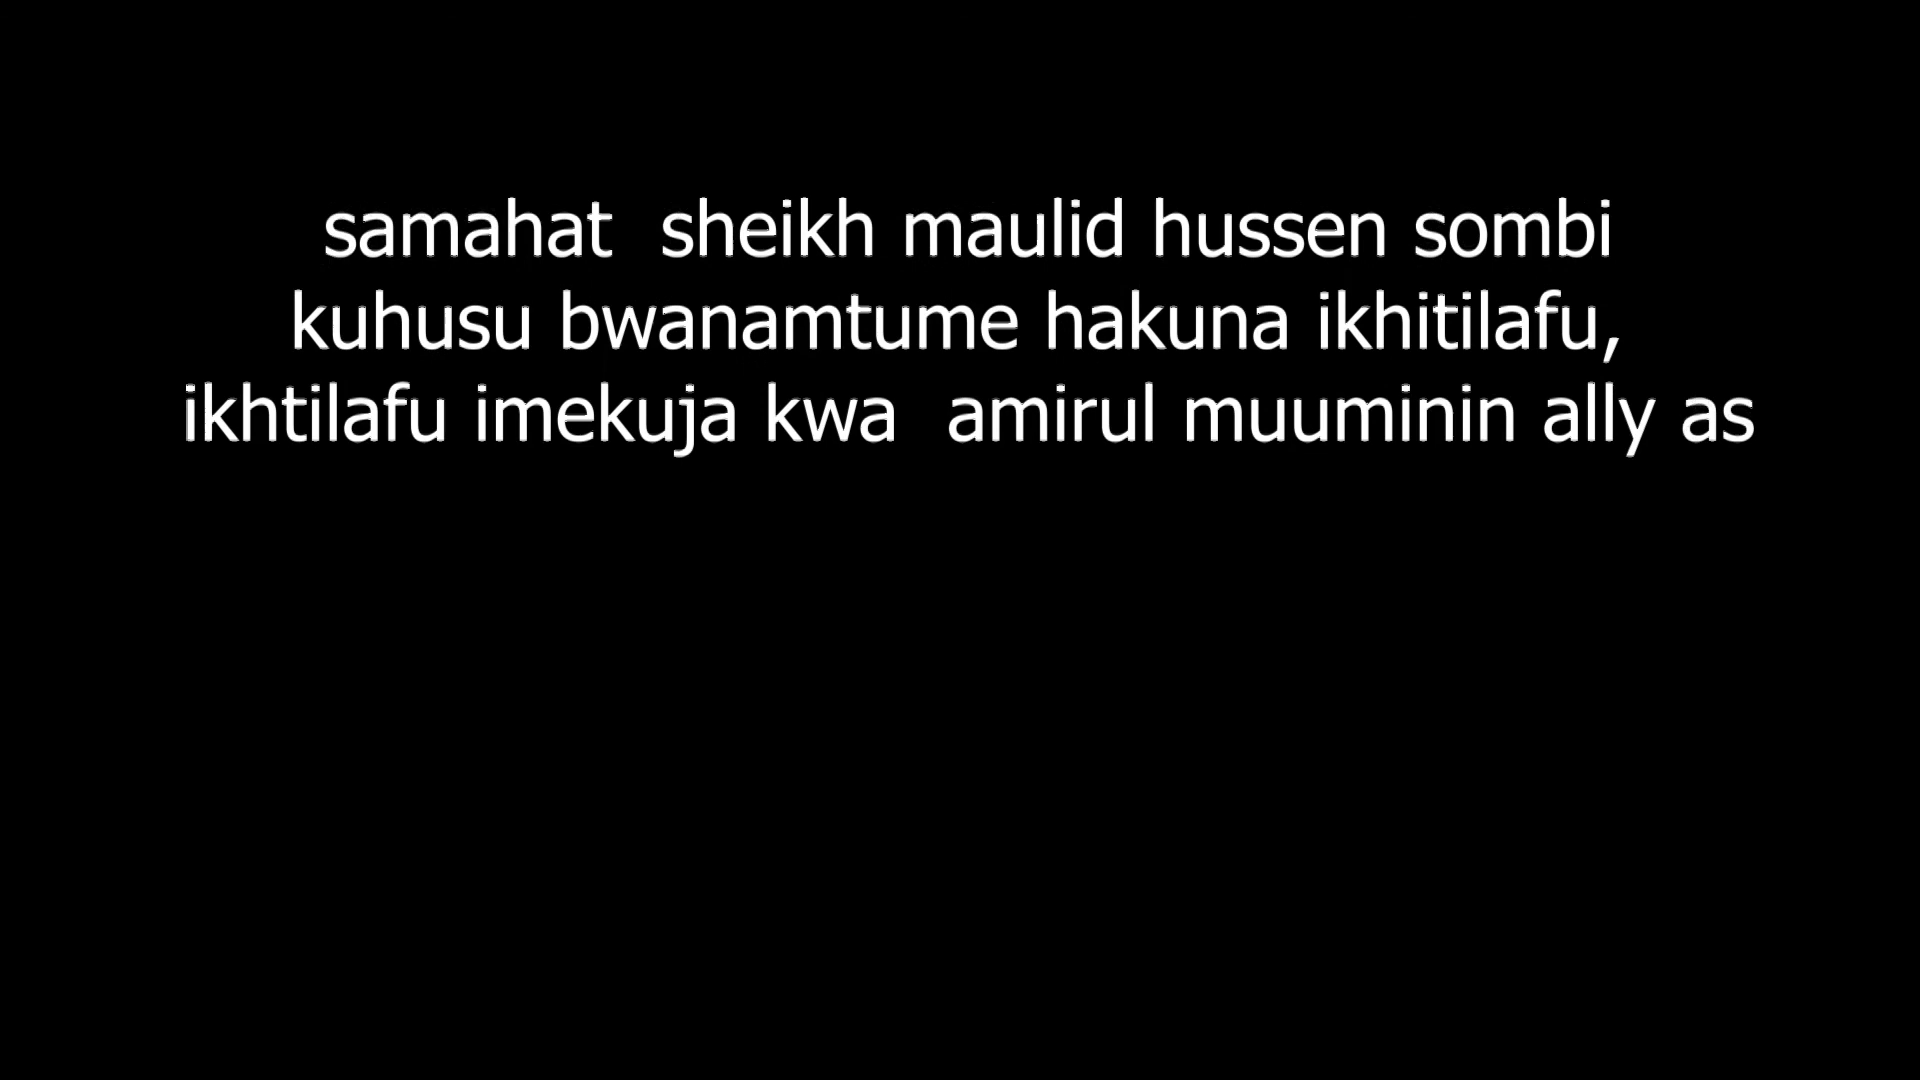 samahat  sheikh maulid hussen sombi
kuhusu bwanamtume hakuna ikhitilafu,
ikhtilafu imekuja kwa  amirul muuminin ally as